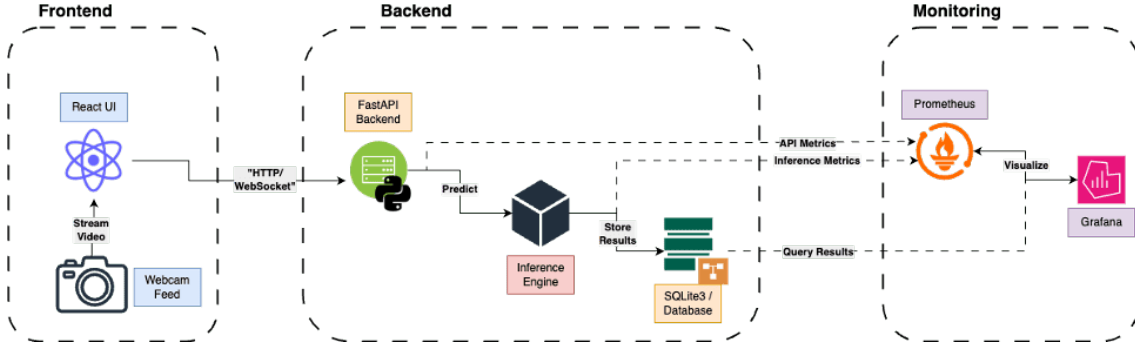 Frontend
Backend
Monitoring
React UI
FastAPI
Backend
Prometheus
API Metrics
Inference Metrics
"HTTP/
WebSocket"
Predict
Visualize
Stream
Video
Store
Results
Grafana
Query Results
Webcam
Feed
Inference
Engine
SQLite3 /
Database